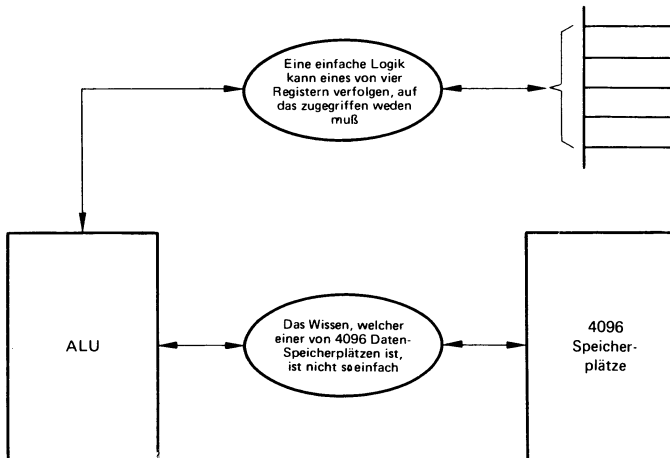 Eine einfache Logik
kann eines von vier
Registern verfolgen, auf
das zugegriffen weden
muß
ALU
Das Wissen, welcher
einer von 4096 Daten-
Speicherplätzen ist,
ist nicht soeinfach
4096
Speicher-
plätze